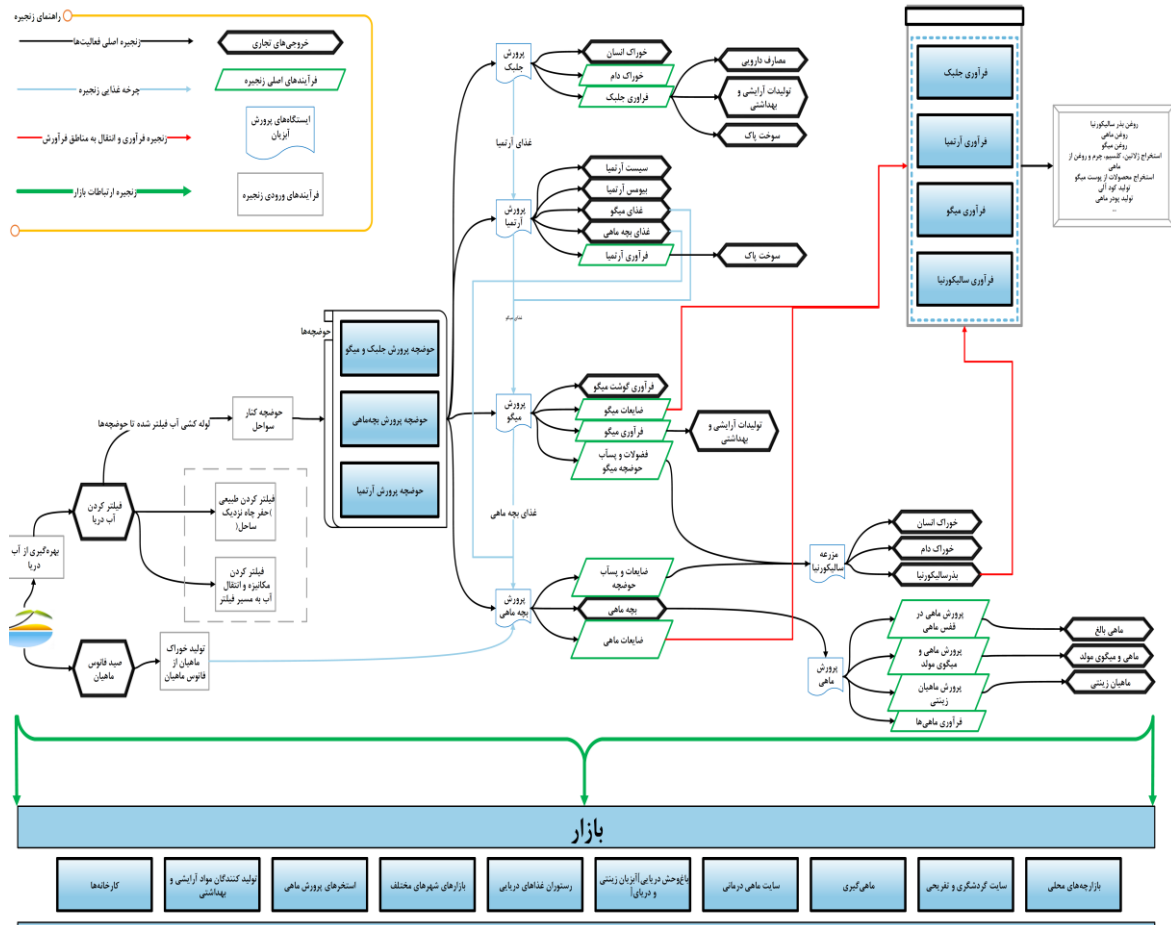 راهنمای زنجیره
زنجیره اصلی فعالیت‌ها
خروجی‌های تجاری
فرآیندهای اصلی زنجیره
چرخه غذایی زنجیره
ایستگاه‌های پرورش
آبزیان
زنجیره فرآوری و انتقال به مناطق فرآورش
فرآیندهای ورودی زنجیره
زنجیره ارتباطات بازار
پرورش
جلبک
خوراک انسان
خوراک دام
فراوری جلبک
مصارف دارویی
تولیدات آرایشی و
بهداشتی
سوخت پاک
غذای آرتمیا
پرورش
آرتمیا
سیست آرتمیا
بیومس آرتمیا
غذای میگو
غذای بچه ماهی
فرآوری آرتمیا
سوخت پاک
غذای میگو
فرآوری جلبک
فرآوری آرتمیا
فرآوری میگو
فرآوری سالیکورنیا
روغن بذر سالیکورنیا
روغن ماهی
روغن میگو
استخراج ژلاتین، کلسیم، چرم و روغن از
ماهی
استخراج محصولات از پوست میگو
تولید کود آلی
تولید پودر ماهی
...
حوضچه‌ها
حوضچه پرورش جلبک و میگو
حوضچه پرورش بچه‌ماهی
حوضچه پرورش آرتمیا
حوضچه کنار
سواحل
لوله کشی آب فیلتر شده تا حوضچه‌ها
فیلتر کردن
آب دریا
فیلتر کردن طبیعی
)حفر چاه نزدیک
ساحل(
فیلتر کردن
مکانیزه و انتقال
آب به مسیر فیلتر
بهره‌گیری از آب
دریا
صید فانوس
ماهیان
تولید خوراک
ماهیان از
فانوس ماهیان
پرورش
میگو
فرآوری گوشت میگو
ضایعات میگو
فرآوری میگو
فضولات و پسآب
حوضچه میگو
تولیدات آرایشی و
بهداشتی
غذای بچه ماهی
پرورش
بچه ماهی
ضایعات و پسآب
حوضچه
بچه ماهی
ضایعات ماهی
مزرعه
سالیکورنیا
خوراک انسان
خوراک دام
بذرسالیکورنیا
پرورش
ماهی
پرورش ماهی در
قفس ماهی
پرورش ماهی و
میگوی مولد
پرورش ماهیان
زینتی
فرآوری ماهی‌ها
ماهی بالغ
ماهی و میگوی مولد
ماهیان زینتی
بازار
بازارچه‌های محلی
سایت گردشگری و تفریحی
ماهی‌گیری
سایت ماهی درمانی
باغ‌وحش دریایی]آبزیان زینتی
و دریای[
رستوران غذاهای دریایی
بازارهای شهرهای مختلف
استخرهای پرورش ماهی
تولید کنندگان مواد آرایشی و
بهداشتی
کارخانه‌ها